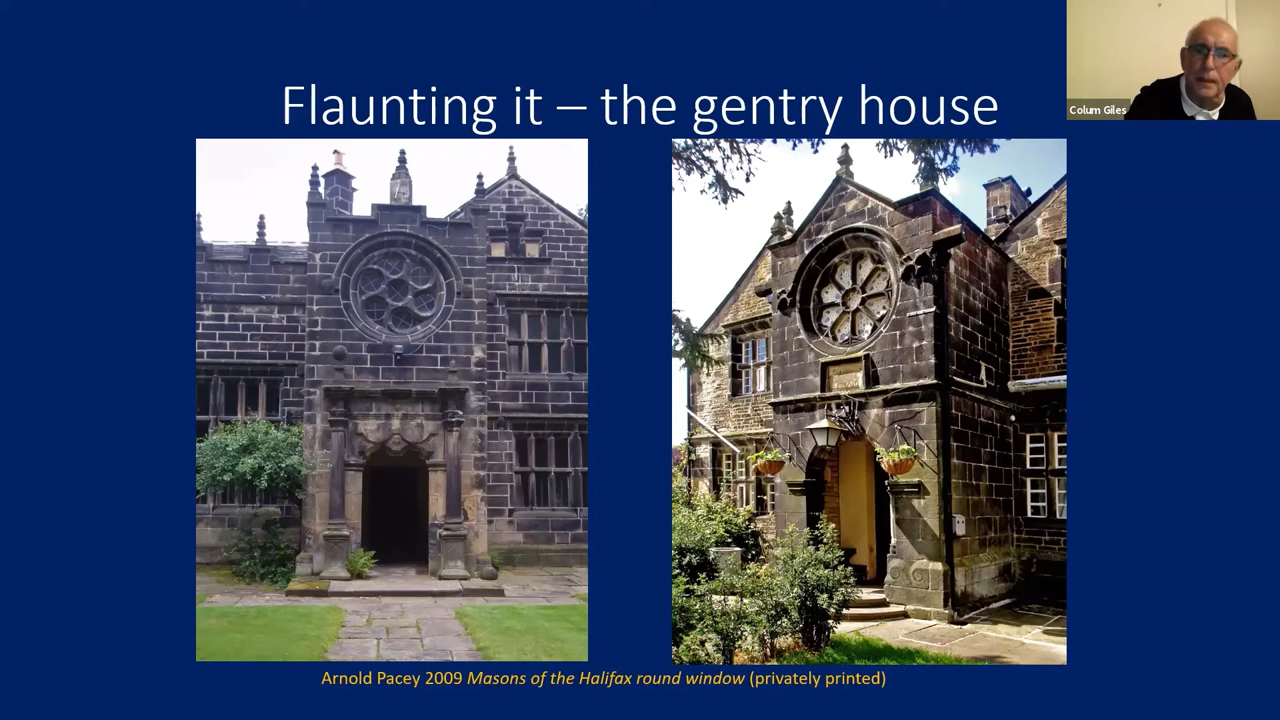 Flaunting it – the gentry house
Colum Giles
Arnold Pacey 2009 Masons of the Halifax round window (privately printed)